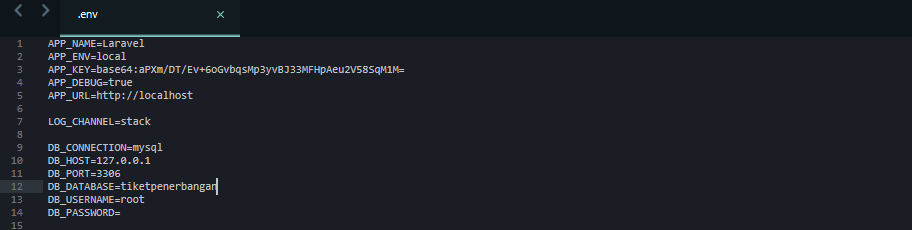 .env
1 APP_NAME=Laravel
2 APP_ENV=local
3 APP_KEY=base64:aPXm/DT/Ev+6oGvbqsMp3yvBJ33MFHpAeu2V58SqM1M=
4 APP_DEBUG=true
5 APP_URL=http://localhost
6
7 LOG_CHANNEL=stack
8
9 DB_CONNECTION=mysql
10 DB_HOST=127.0.0.1
11 DB_PORT=3306
12 DB_DATABASE=tiketpenerbangan
13 DB_USERNAME=root
14 DB_PASSWORD=
15